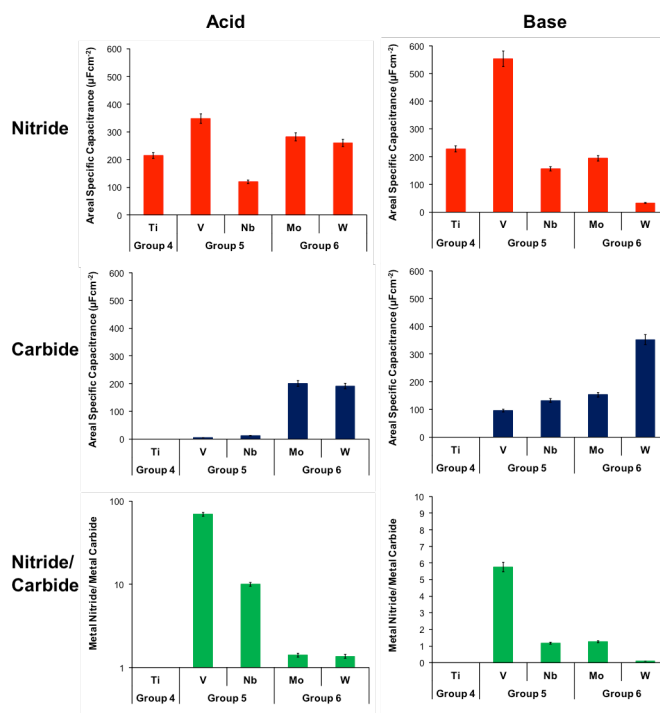 Acid
Base
Nitride
Areal Specific Capacitrance (µFcm-2)
600
500
400
300
200
100
0
Ti V Nb Mo W
Group 4 Group 5 Group 6
Areal Specific Capacitrance (µFcm-2)
600
500
400
300
200
100
0
Ti V Nb Mo W
Group 4 Group 5 Group 6
Carbide
Areal Specific Capacitrance (µFcm-2)
600
500
400
300
200
100
0
Ti V Nb Mo W
Group 4 Group 5 Group 6
Areal Specific Capacitrance (µFcm-2)
600
500
400
300
200
100
0
Ti V Nb Mo W
Group 4 Group 5 Group 6
Nitride/
Carbide
Metal Nitride/ Metal Carbide
100
10
1
Ti V Nb Mo W
Group 4 Group 5 Group 6
Metal Nitride/ Metal Carbide
10
9
8
7
6
5
4
3
2
1
0
Ti V Nb Mo W
Group 4 Group 5 Group 6